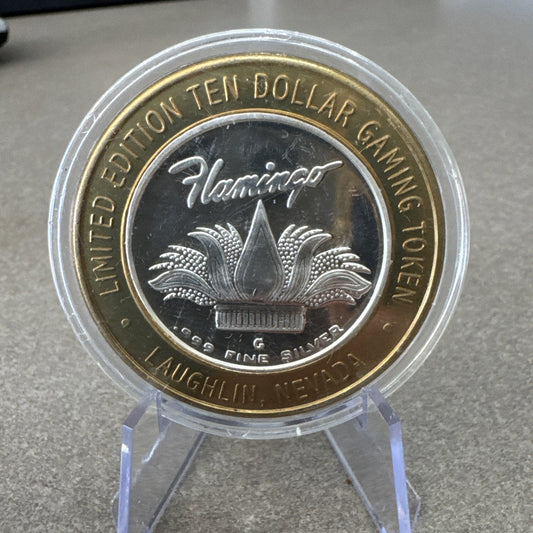 LIMITED EDITION TEN DOLLAR GAMING TOKEN
Flamingo
G
.999 FINE SILVER
• LAUGHLIN, NEVADA •